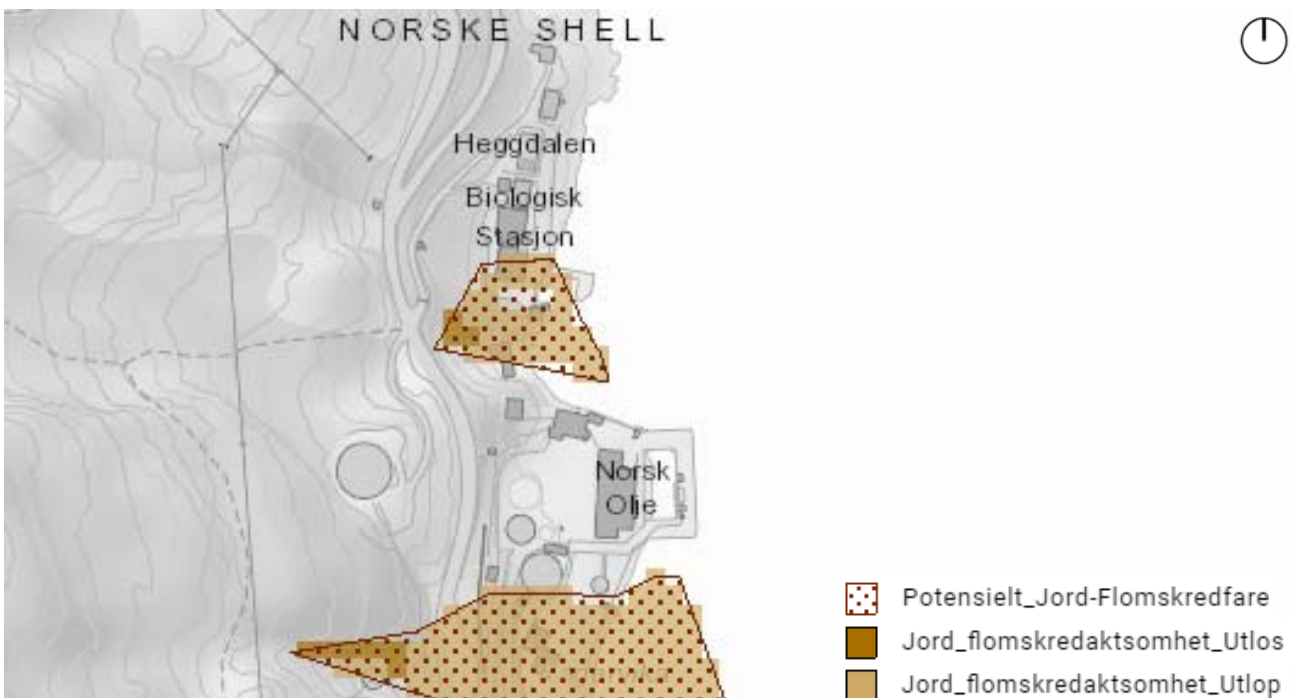 NORSKE SHELL
Heggdalen
Biologisk
Stasjon
Norsk
Olje
Potensielt_Jord-Flomskredfare
Jord_flomskredaktsomhet_Utlos
Jord_flomskredaktsomhet_Utlop